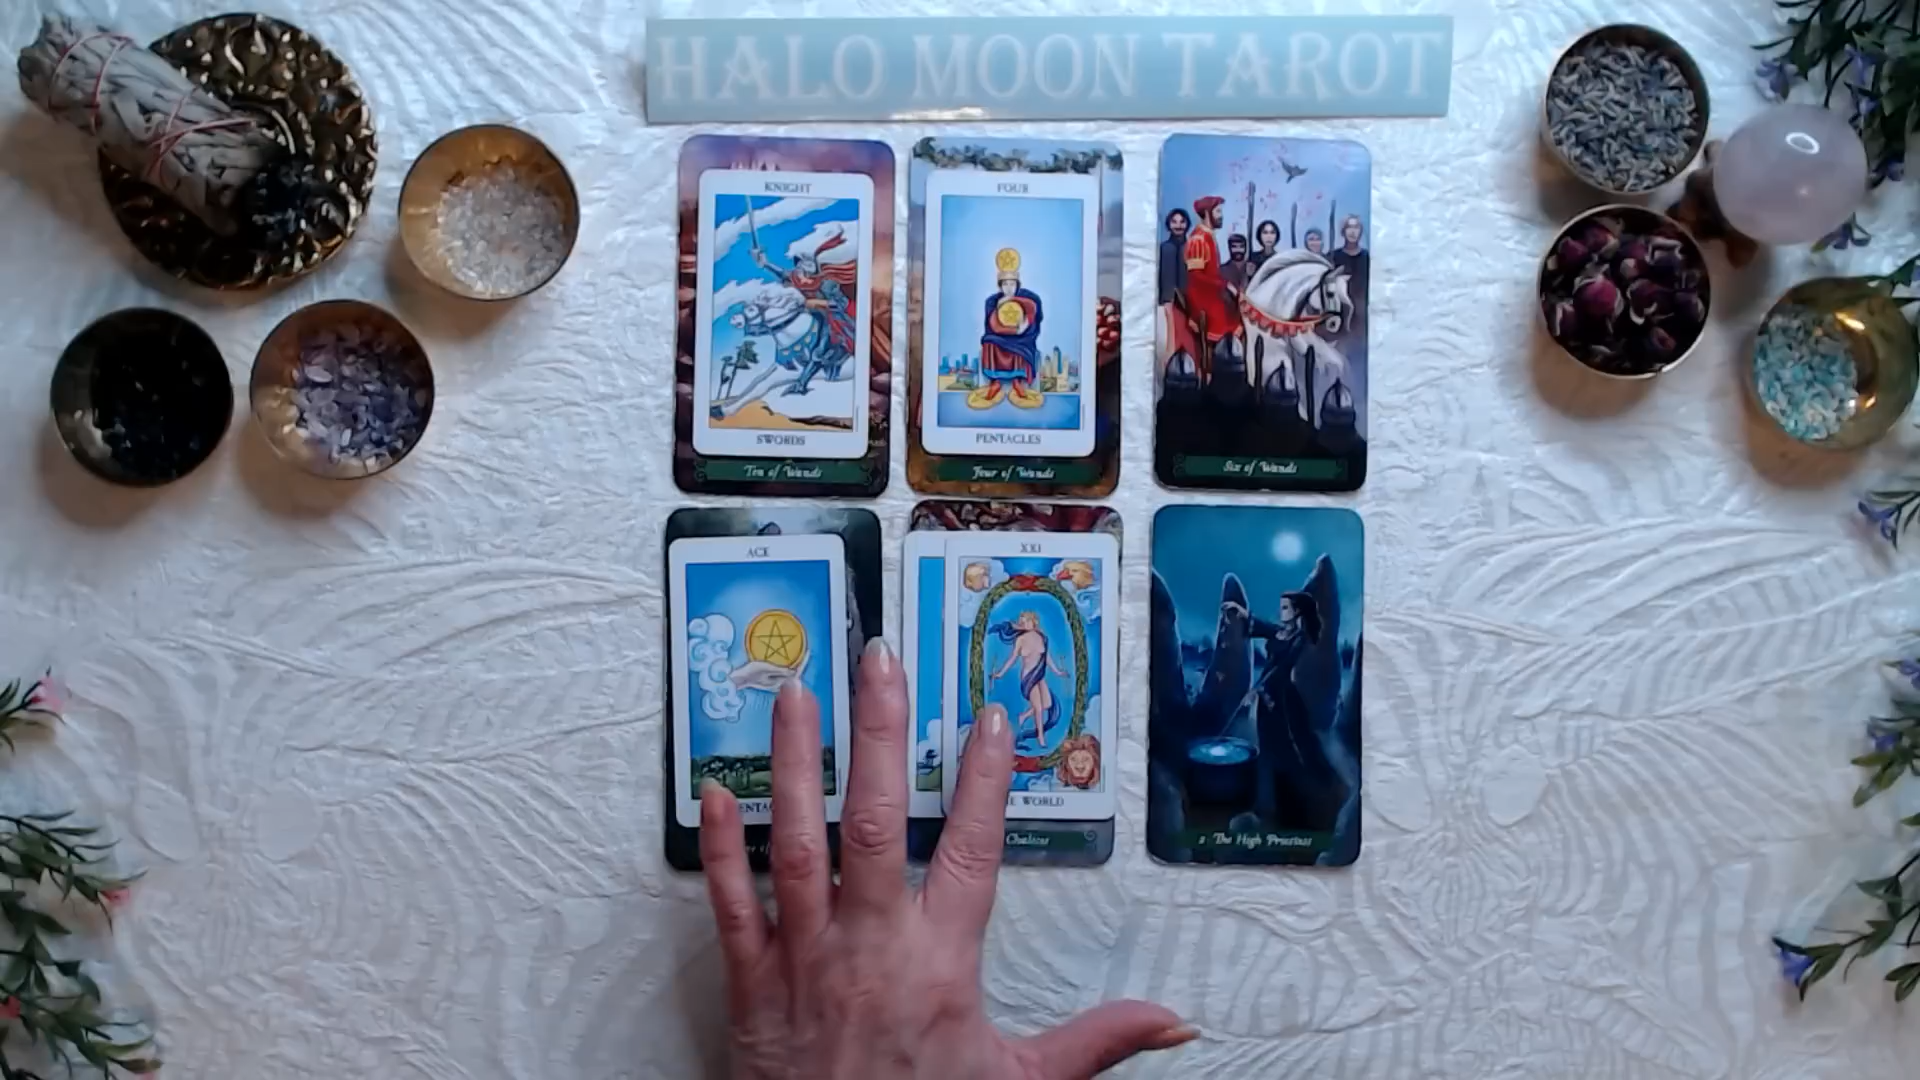 HALO MOON TAROT
KNIGHT
SWORDS
Ten of Wands
FOUR
PENTACLES
Four of Wands
Six of Wands
ACE
XXI
WORLD
Chalices
2 The High Priestess